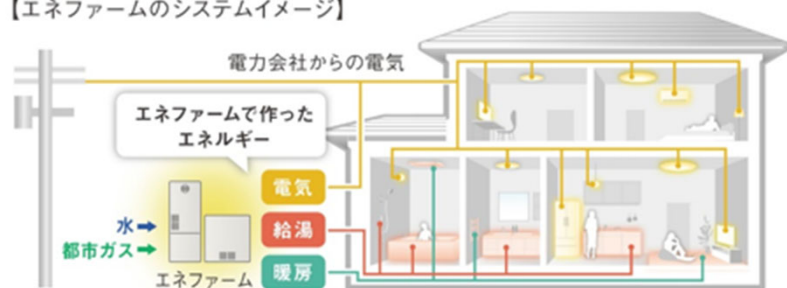 【エネファームのシステムイメージ】
電力会社からの電気
エネファームで作った
エネルギー
電気
水
給湯
都市ガス
暖房
エネファーム